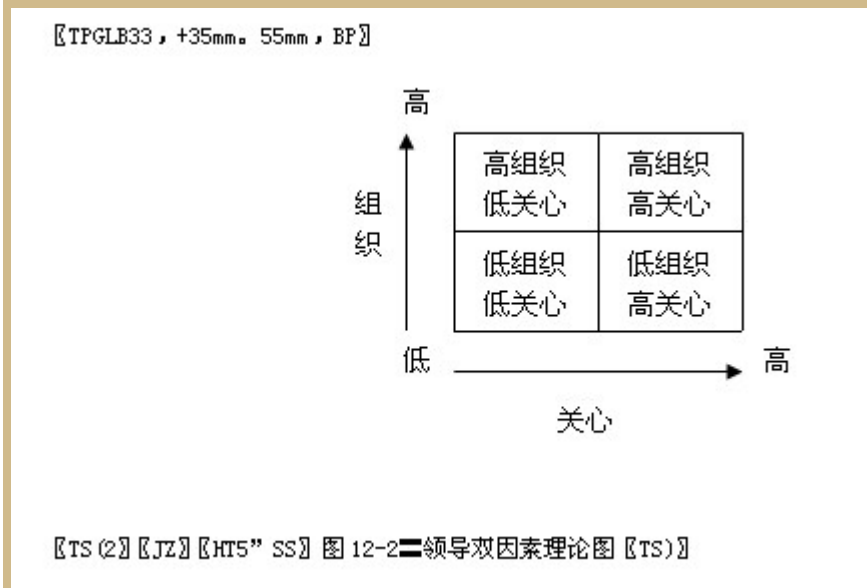 〖TPGLB33，+35mm。55mm，BP〗
高
组
织
高组织
低关心
高组织
高关心
低组织
低关心
低组织
高关心
低
高
关心
〖TS(2〗〖JZ〗〖HT5”SS〗图12-2〓领导双因素理论图〖TS)〗